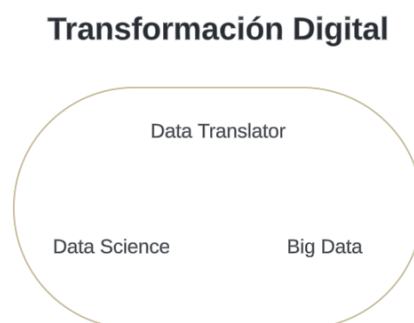 Transformación Digital
Data Translator
Data Science
Big Data